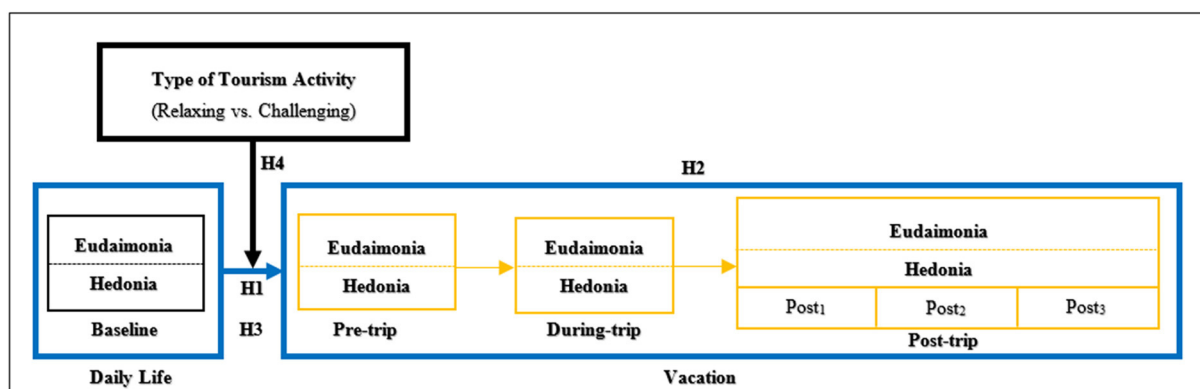 Type of Tourism Activity
(Relaxing vs. Challenging)
H4
H2
Eudaimonia
Hedonia
Baseline
Daily Life
H1
H3
Eudaimonia
Hedonia
Pre-trip
Eudaimonia
Hedonia
During-trip
Eudaimonia
Hedonia
Post1
Post2
Post3
Post-trip
Vacation